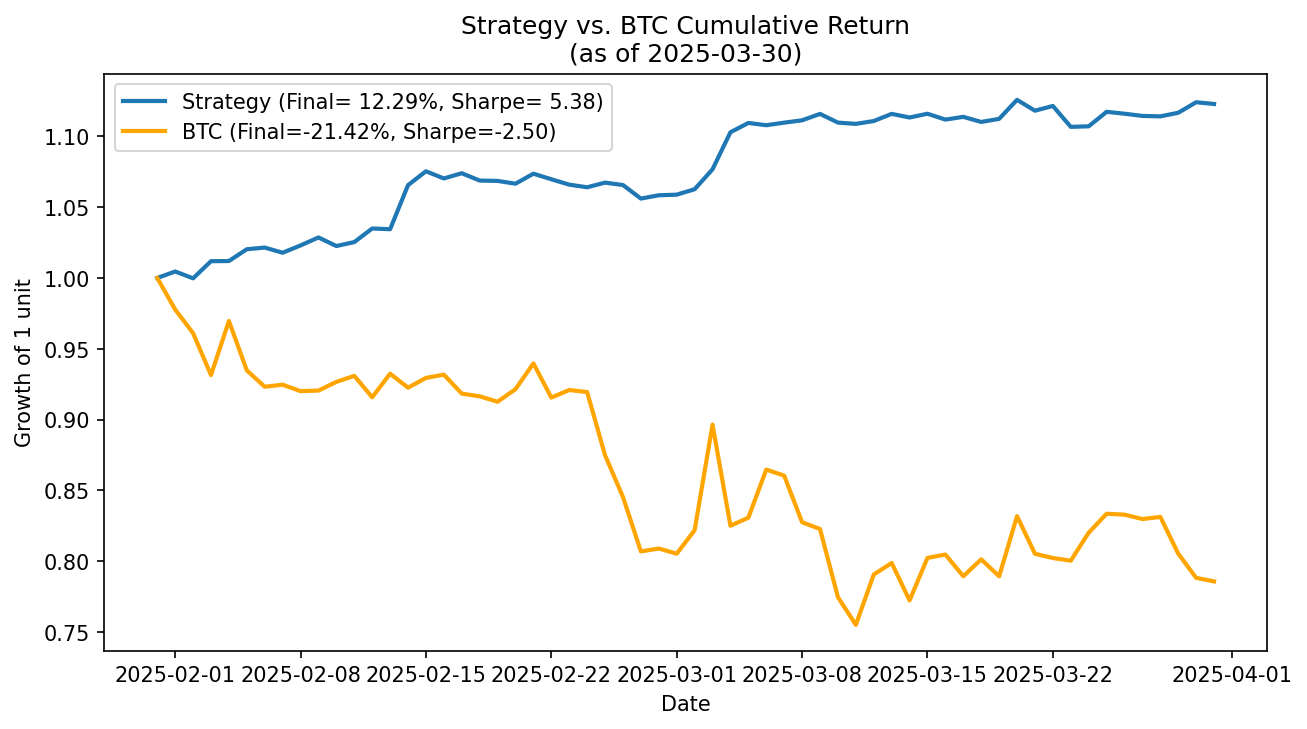 Strategy vs. BTC Cumulative Return
(as of 2025-03-30)
Strategy (Final= 12.29%, Sharpe= 5.38)
BTC (Final=-21.42%, Sharpe=-2.50)
Growth of 1 unit
1.10
1.05
1.00
0.95
0.90
0.85
0.80
0.75
2025-02-01 2025-02-08 2025-02-15 2025-02-22 2025-03-01 2025-03-08 2025-03-15 2025-03-22 2025-04-01
Date